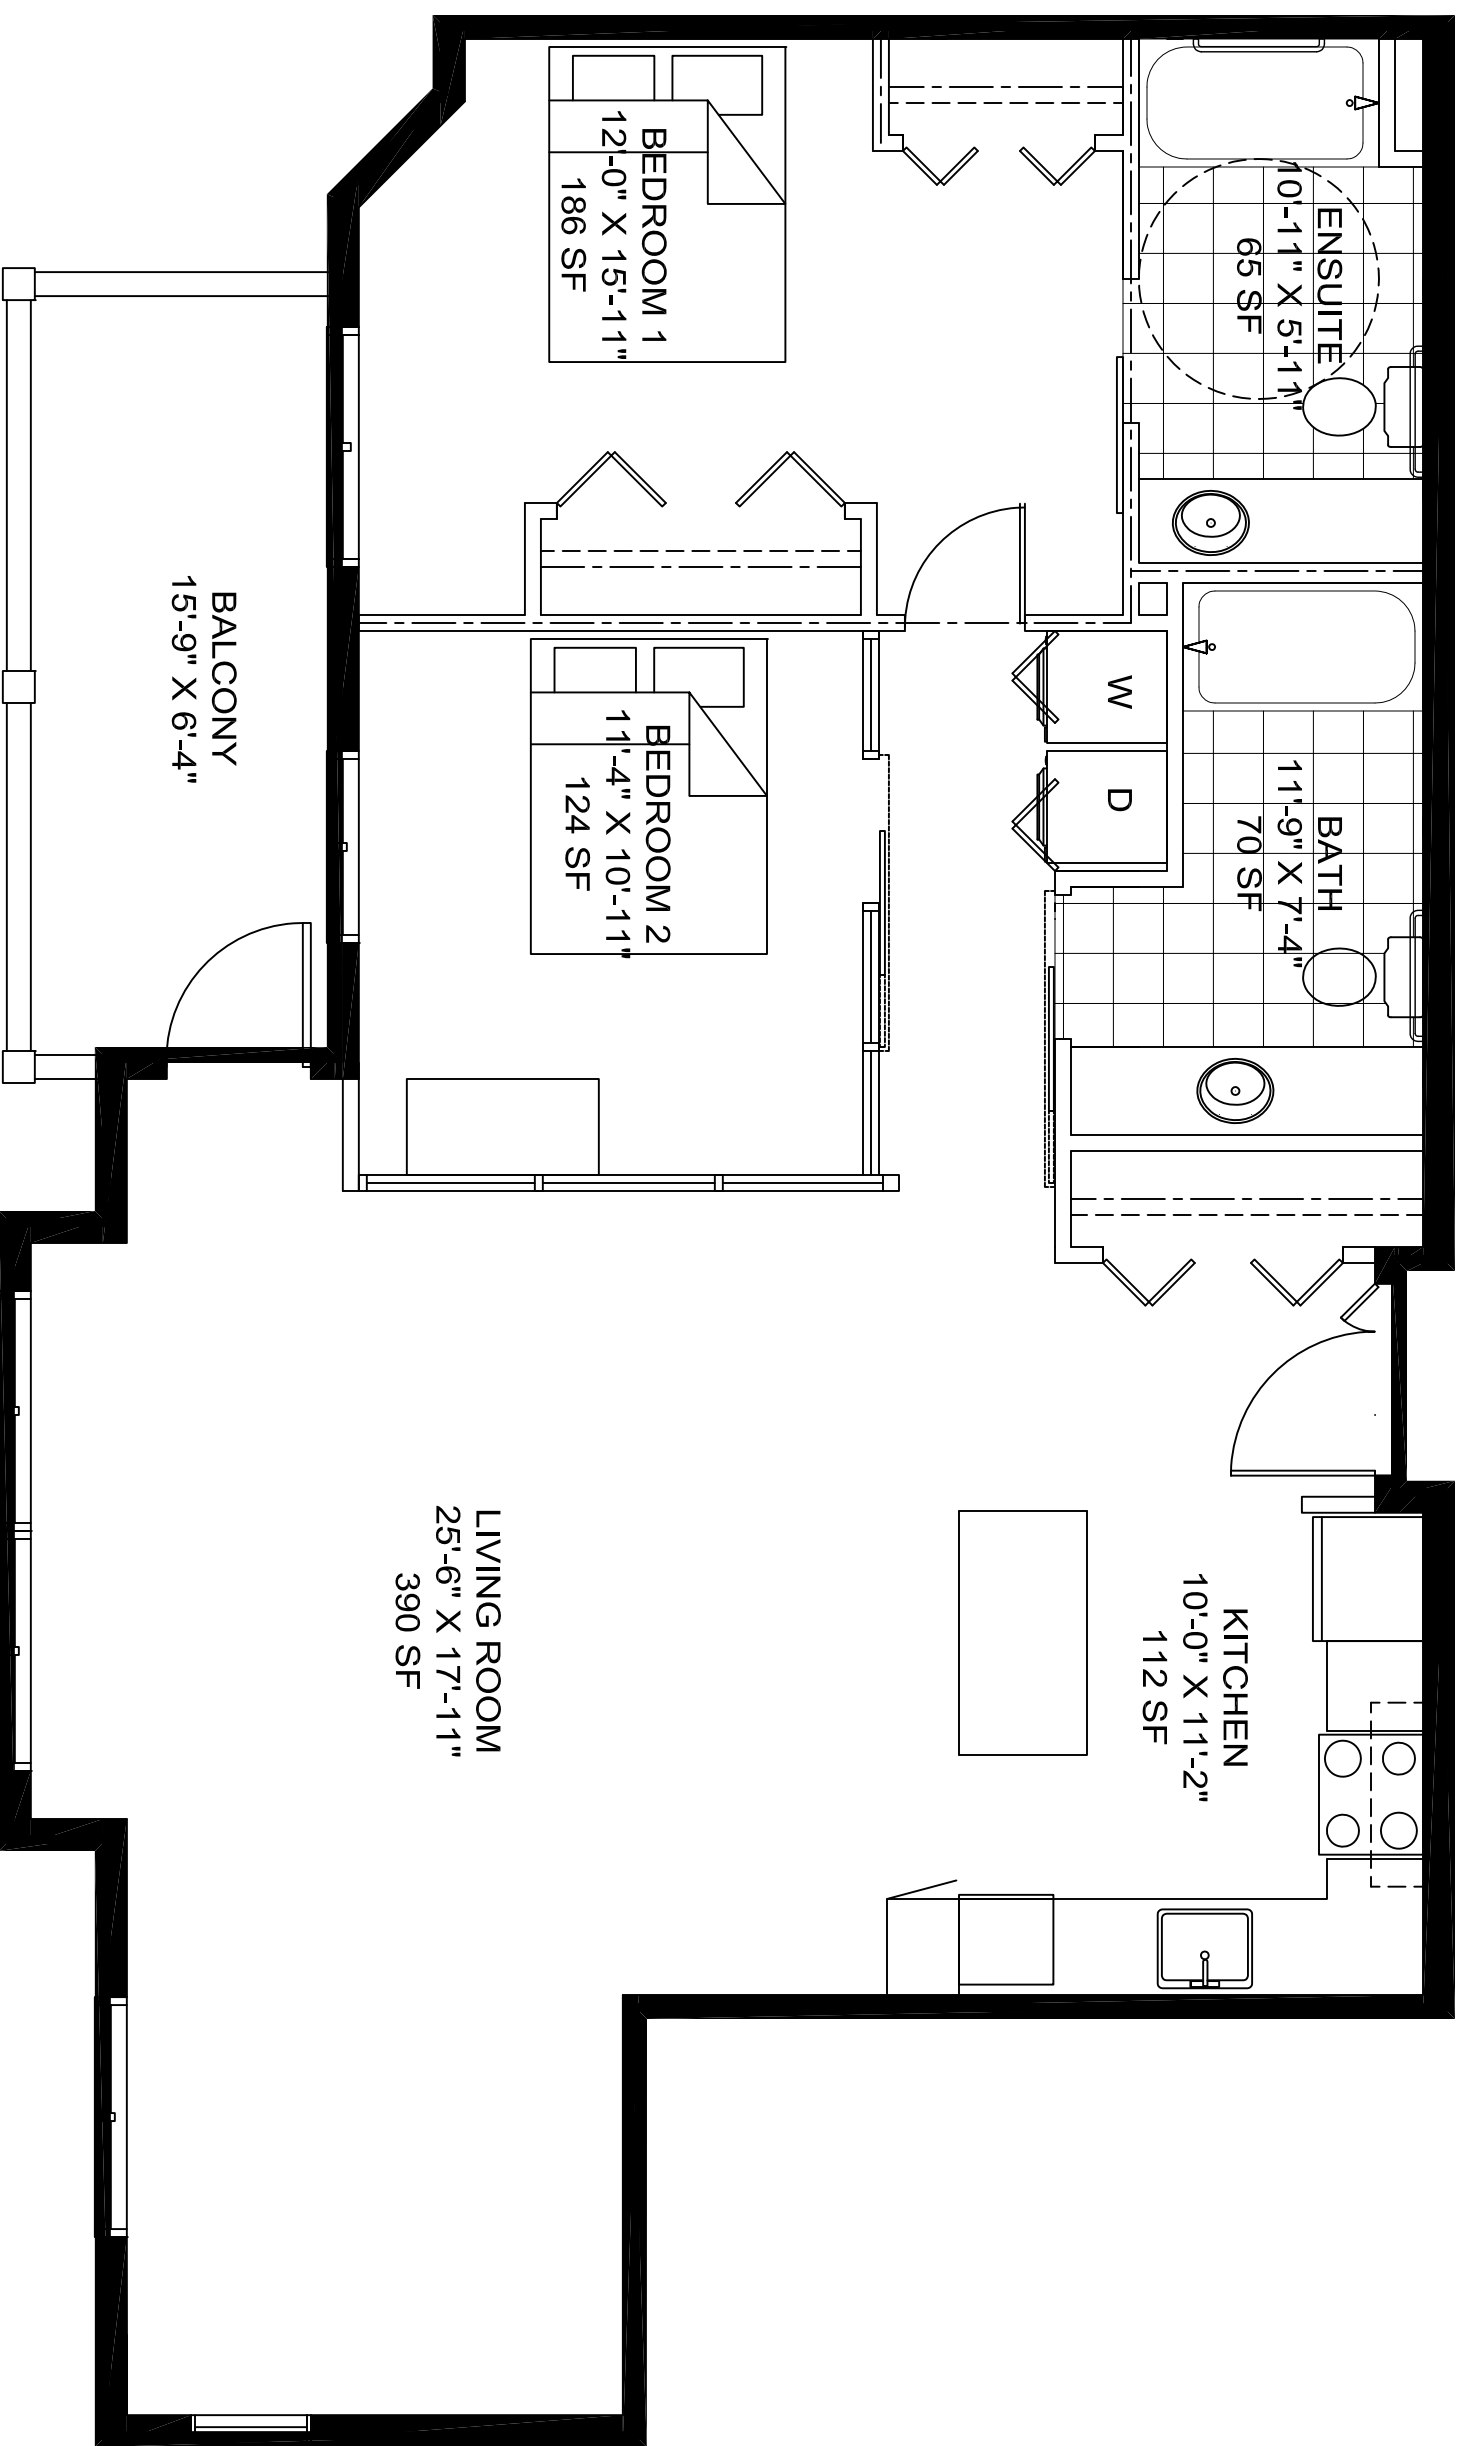 ENSUITE
10'-11" X 5'-11"
65 SF
BEDROOM 1
12'-0" X 15'-11"
186 SF
BATH
11'-9" X 7'-4"
70 SF
W
D
BEDROOM 2
11'-4" X 10'-11"
124 SF
BALCONY
15'-9" X 6'-4"
KITCHEN
10'-0" X 11'-2"
112 SF
LIVING ROOM
25'-6" X 17'-11"
390 SF